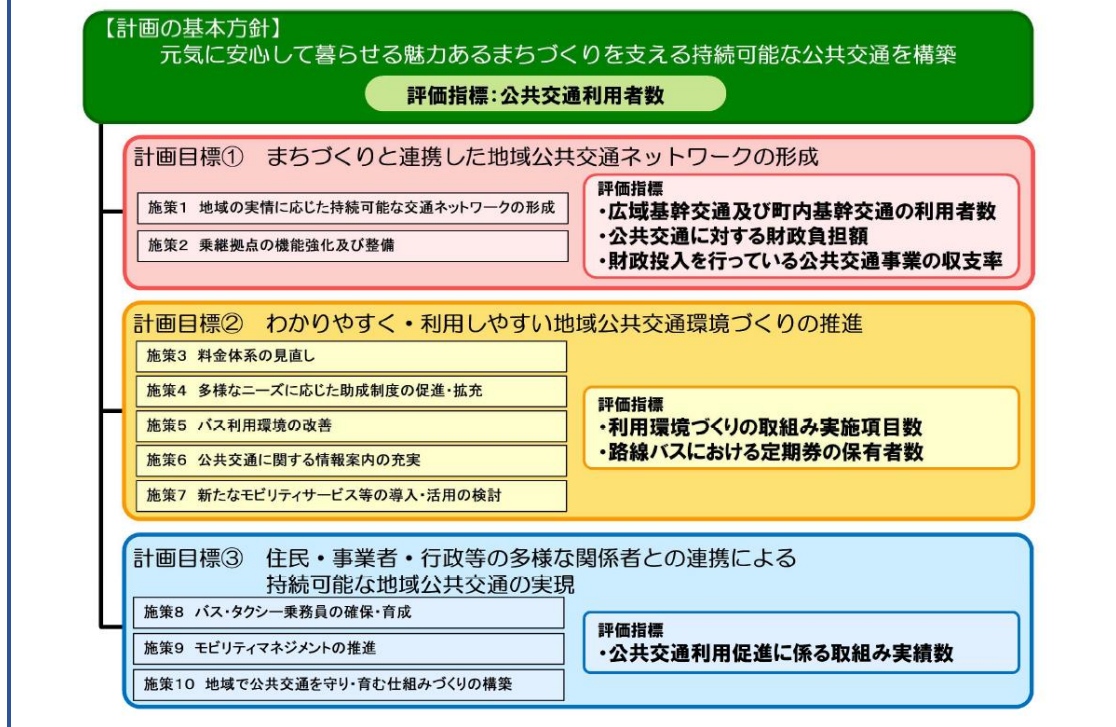 【計画の基本方針】
元気に安心して暮らせる魅力あるまちづくりを支える持続可能な公共交通を構築
評価指標：公共交通利用者数
計画目標① まちづくりと連携した地域公共交通ネットワークの形成
施策1 地域の実情に応じた持続可能な交通ネットワークの形成
施策2 乗継拠点の機能強化及び整備
評価指標
・広域基幹交通及び町内基幹交通の利用者数
・公共交通に対する財政負担額
・財政投入を行っている公共交通事業の収支率
計画目標② わかりやすく・利用しやすい地域公共交通環境づくりの推進
施策3 料金体系の見直し
施策4 多様なニーズに応じた助成制度の促進・拡充
施策5 バス利用環境の改善
施策6 公共交通に関する情報案内の充実
施策7 新たなモビリティサービス等の導入・活用の検討
評価指標
・利用環境づくりの取組み実施項目数
・路線バスにおける定期券の保有者数
計画目標③ 住民・事業者・行政等の多様な関係者との連携による
持続可能な地域公共交通の実現
施策8 バス・タクシー乗務員の確保・育成
施策9 モビリティマネジメントの推進
施策10 地域で公共交通を守り・育む仕組みづくりの構築
評価指標
・公共交通利用促進に係る取組み実績数